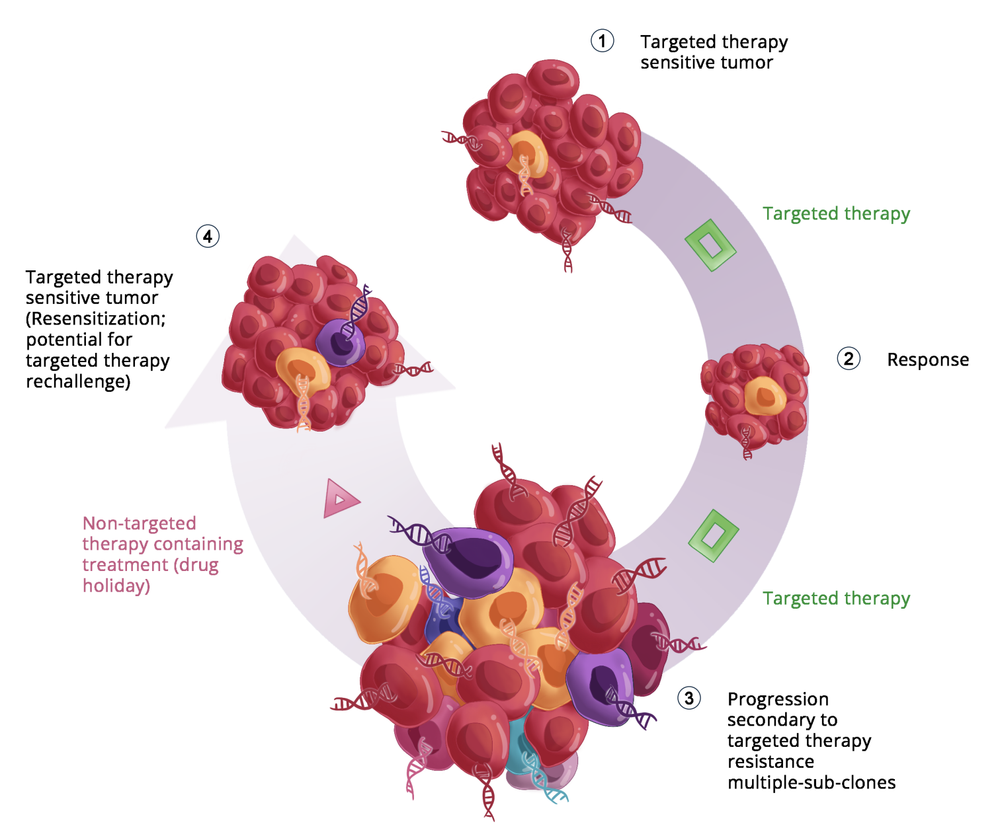 1
Targeted therapy
sensitive tumor
Targeted therapy
2
Response
Targeted therapy
3
Progression
secondary to
targeted therapy
resistance
multiple-sub-clones
Non-targeted
therapy containing
treatment (drug
holiday)
4
Targeted therapy
sensitive tumor
(Resensitization;
potential for
targeted therapy
rechallenge)